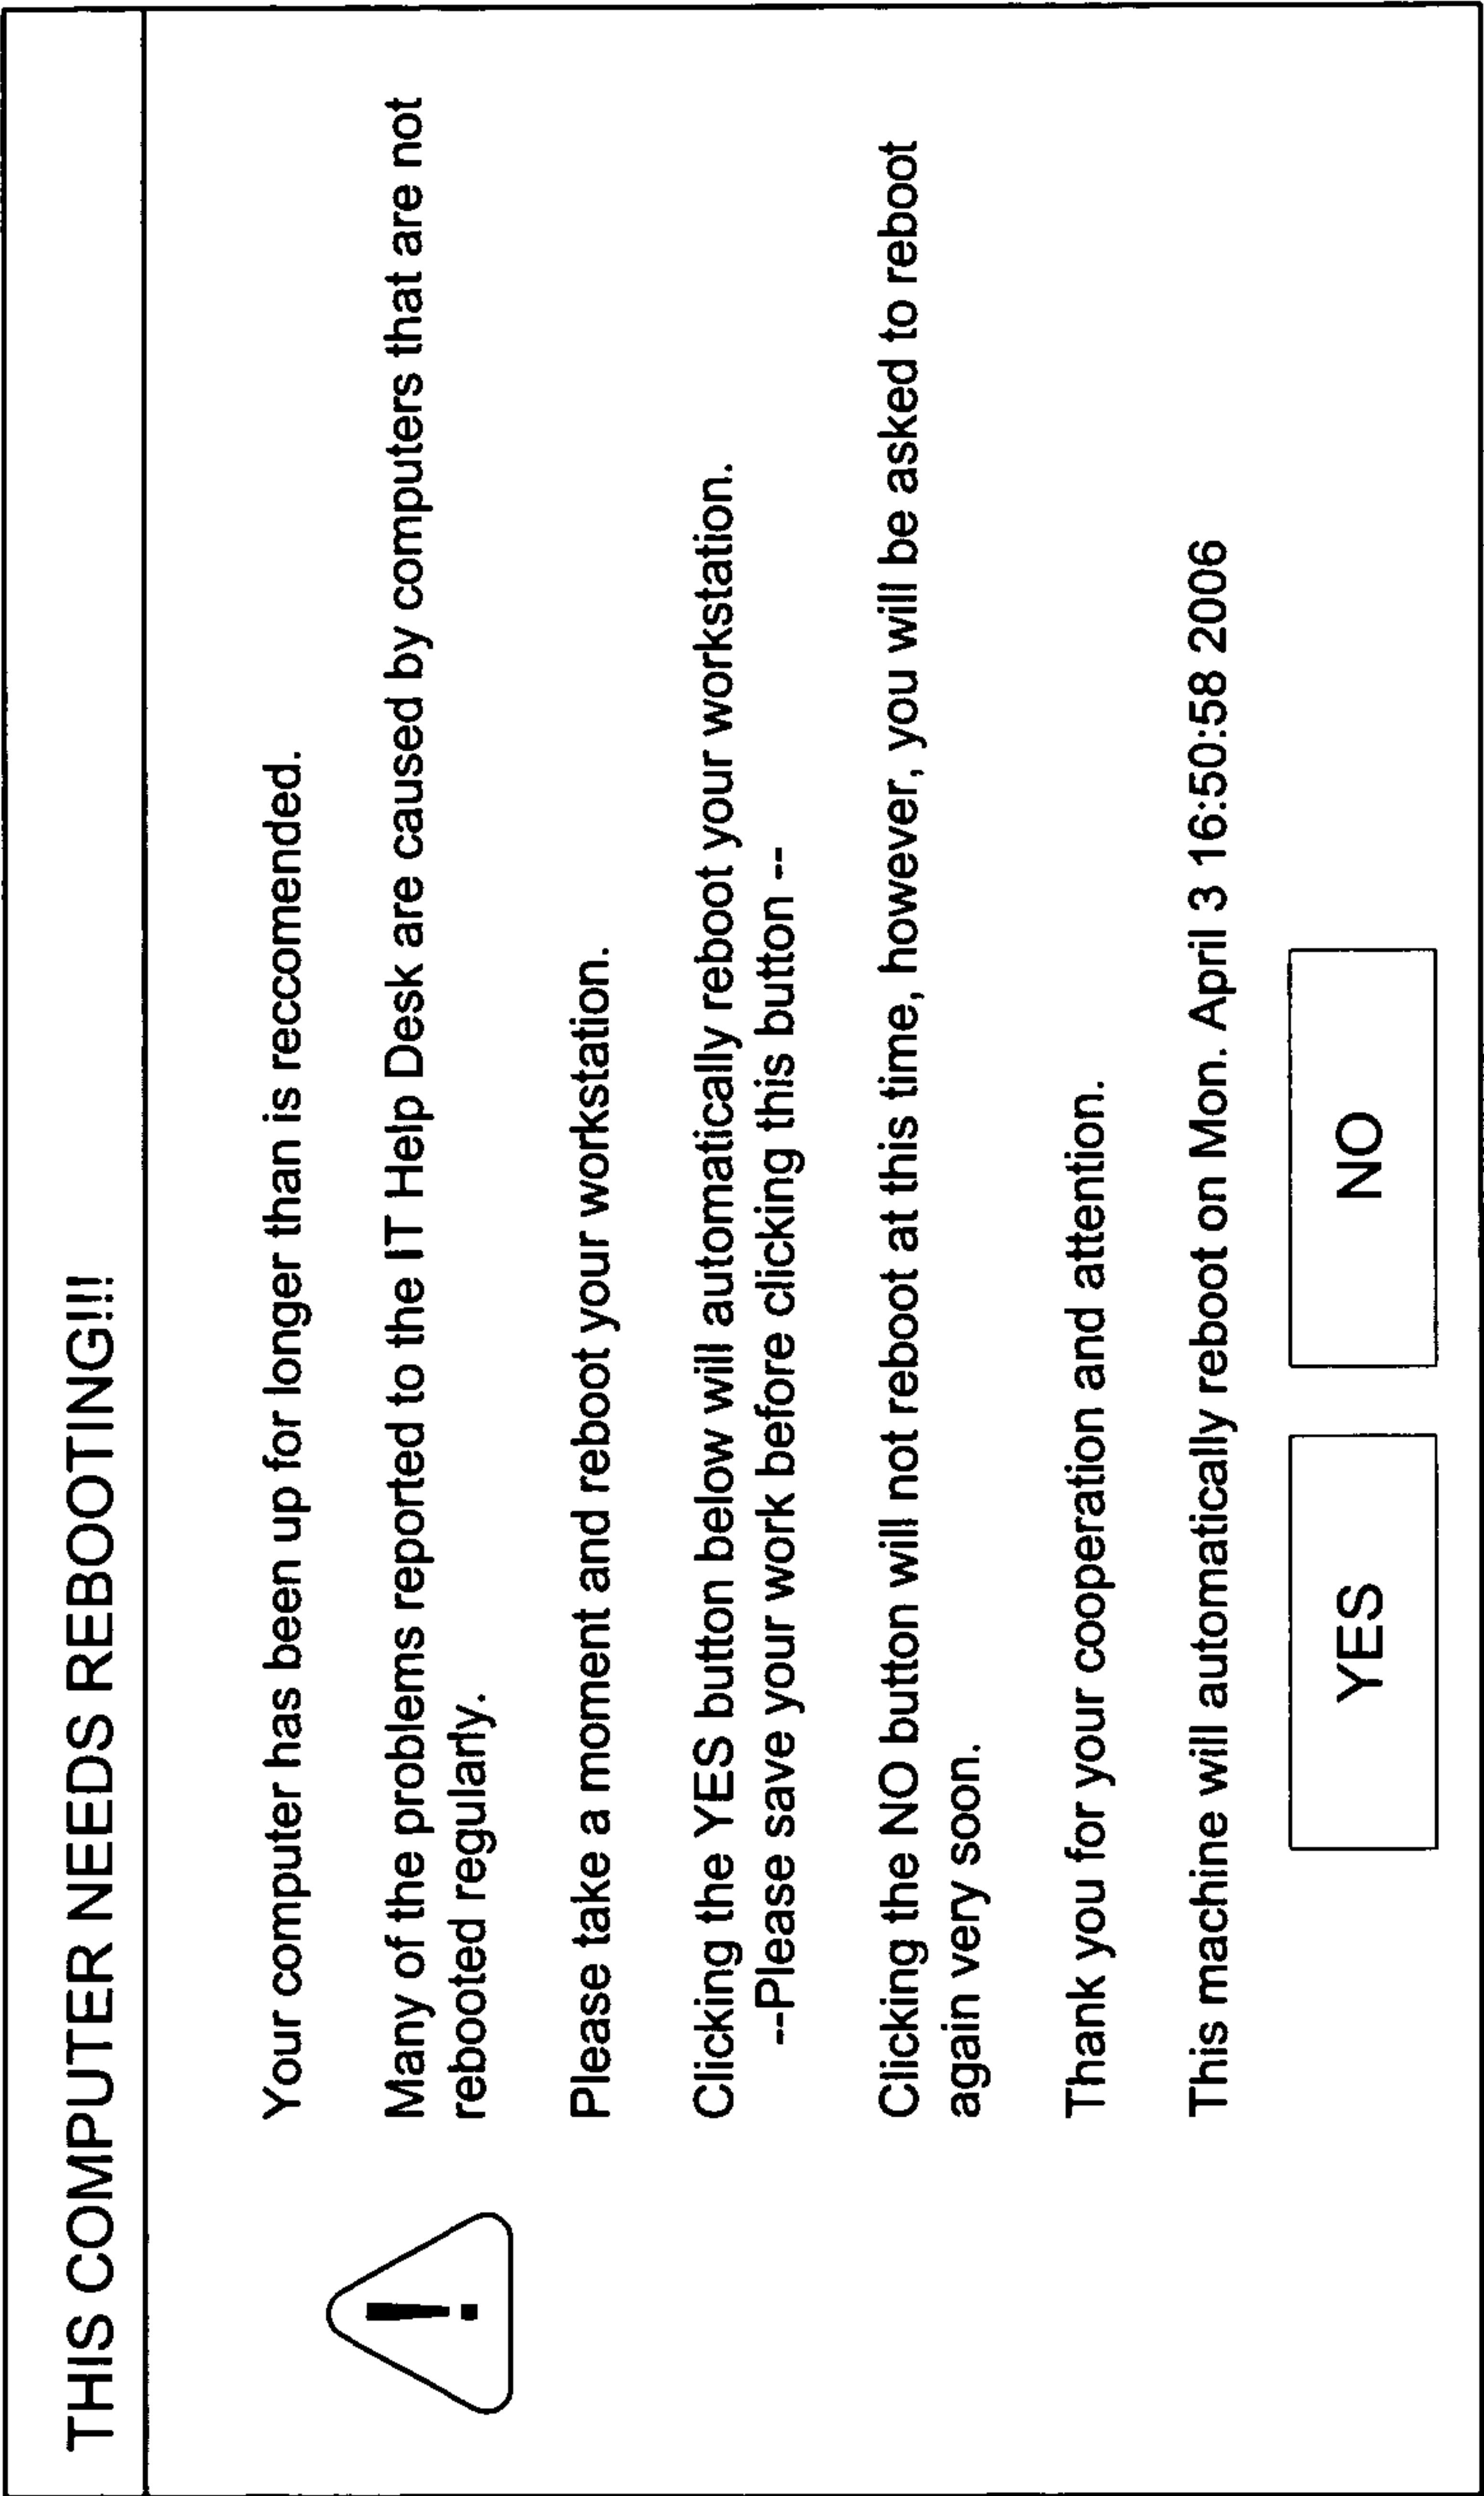 THIS COMPUTER NEEDS REBOOTING!!!
Your computer has been up for longer than is reccomended.
Many of the problems reported to the IT Help Desk are caused by computers that are not
rebooted regularly.
Please take a moment and reboot your workstation.
Clicking the YES button below will automatically reboot your workstation.
--Please save your work before clicking this button --
Clicking the NO button will not reboot at this time, however, you will be asked to reboot
again very soon.
Thank you for your cooperation and attention.
This machine will automatically reboot on Mon. April 3 16:50:58 2006
YES NO